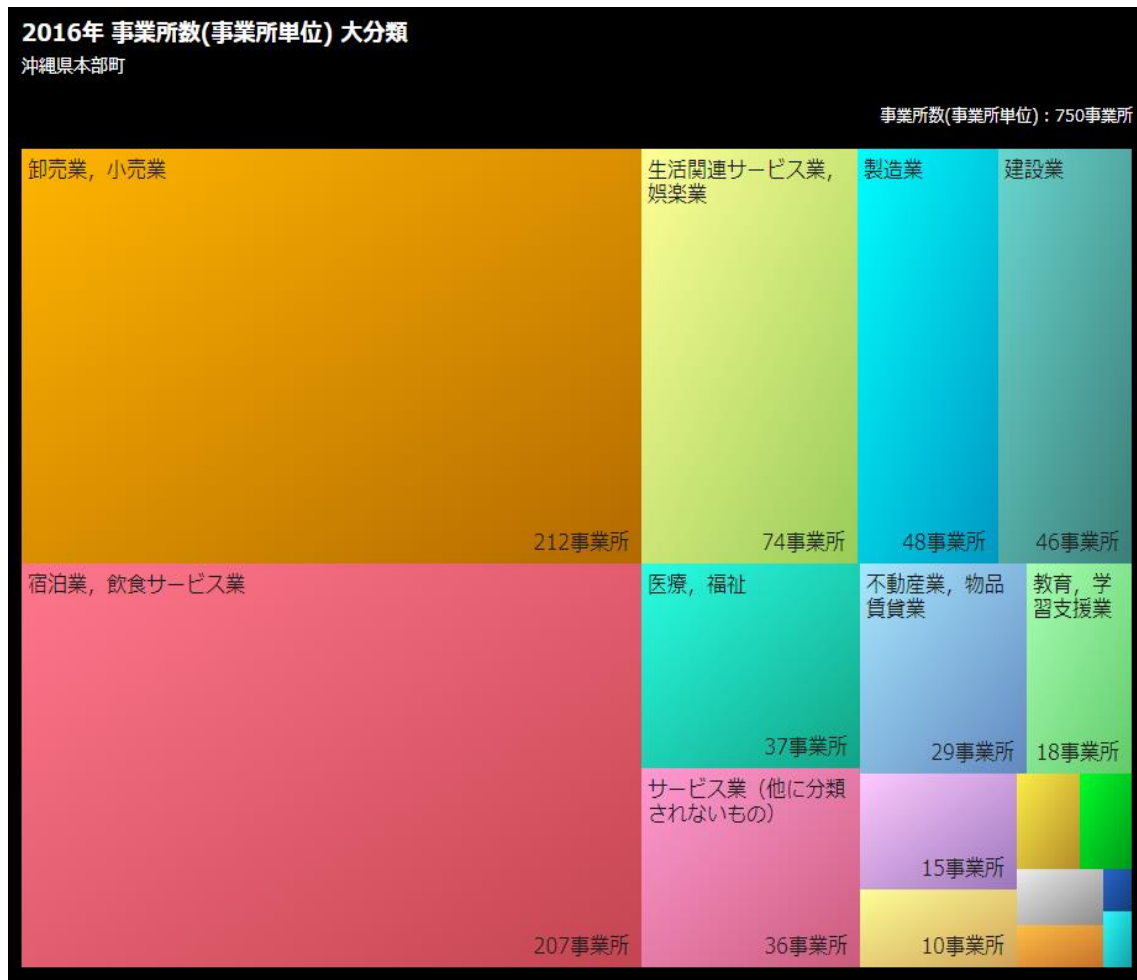 2016年 事業所数(事業所単位) 大分類
沖縄県本部町
事業所数(事業所単位) : 750事業所
卸売業，小売業
212事業所
生活関連サービス業，
娯楽業
74事業所
製造業
48事業所
建設業
46事業所
宿泊業，飲食サービス業
207事業所
医療，福祉
37事業所
不動産業，物品
賃貸業
29事業所
教育，学
習支援業
18事業所
サービス業（他に分類
されないもの）
36事業所
15事業所
10事業所